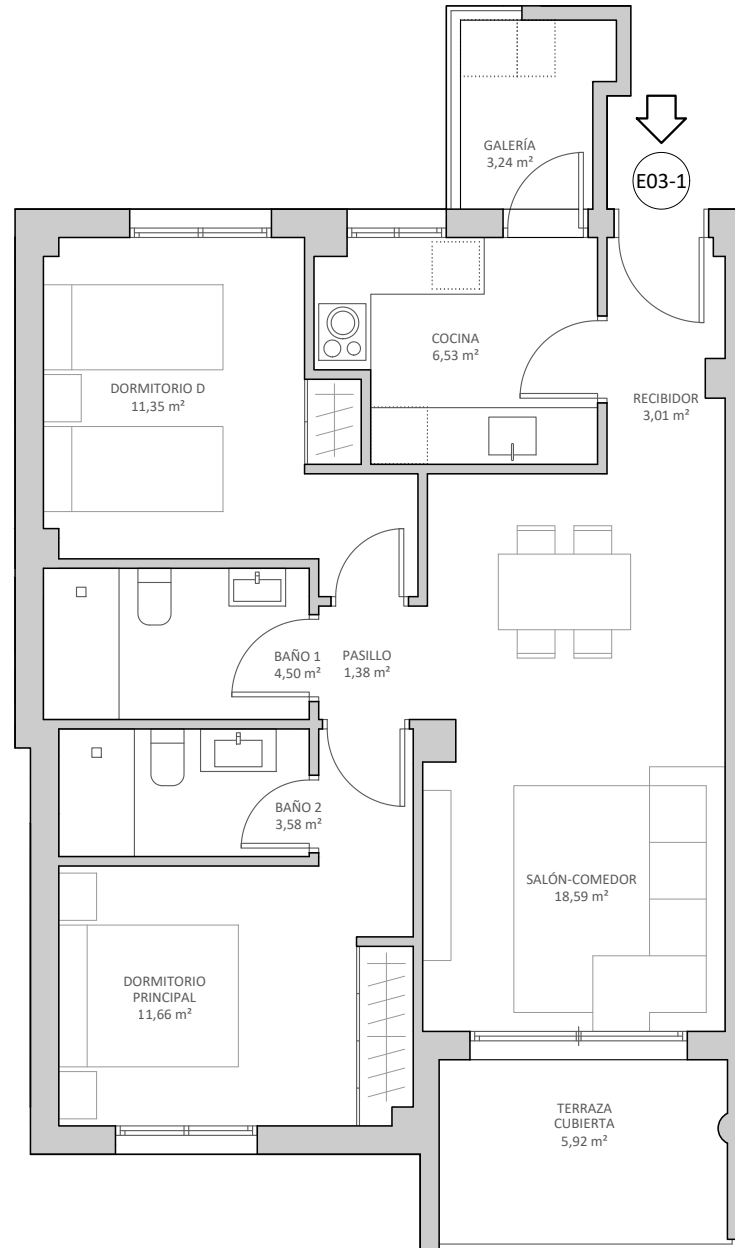 GALERÍA
3,24 m²
E03-1
COCINA
6,53 m²
DORMITORIO D
11,35 m²
RECIBIDOR
3,01 m²
BAÑO 1
4,50 m²
PASILLO
1,38 m²
BAÑO 2
3,58 m²
SALÓN-COMEDOR
18,59 m²
DORMITORIO
PRINCIPAL
11,66 m²
TERRAZA
CUBIERTA
5,92 m²